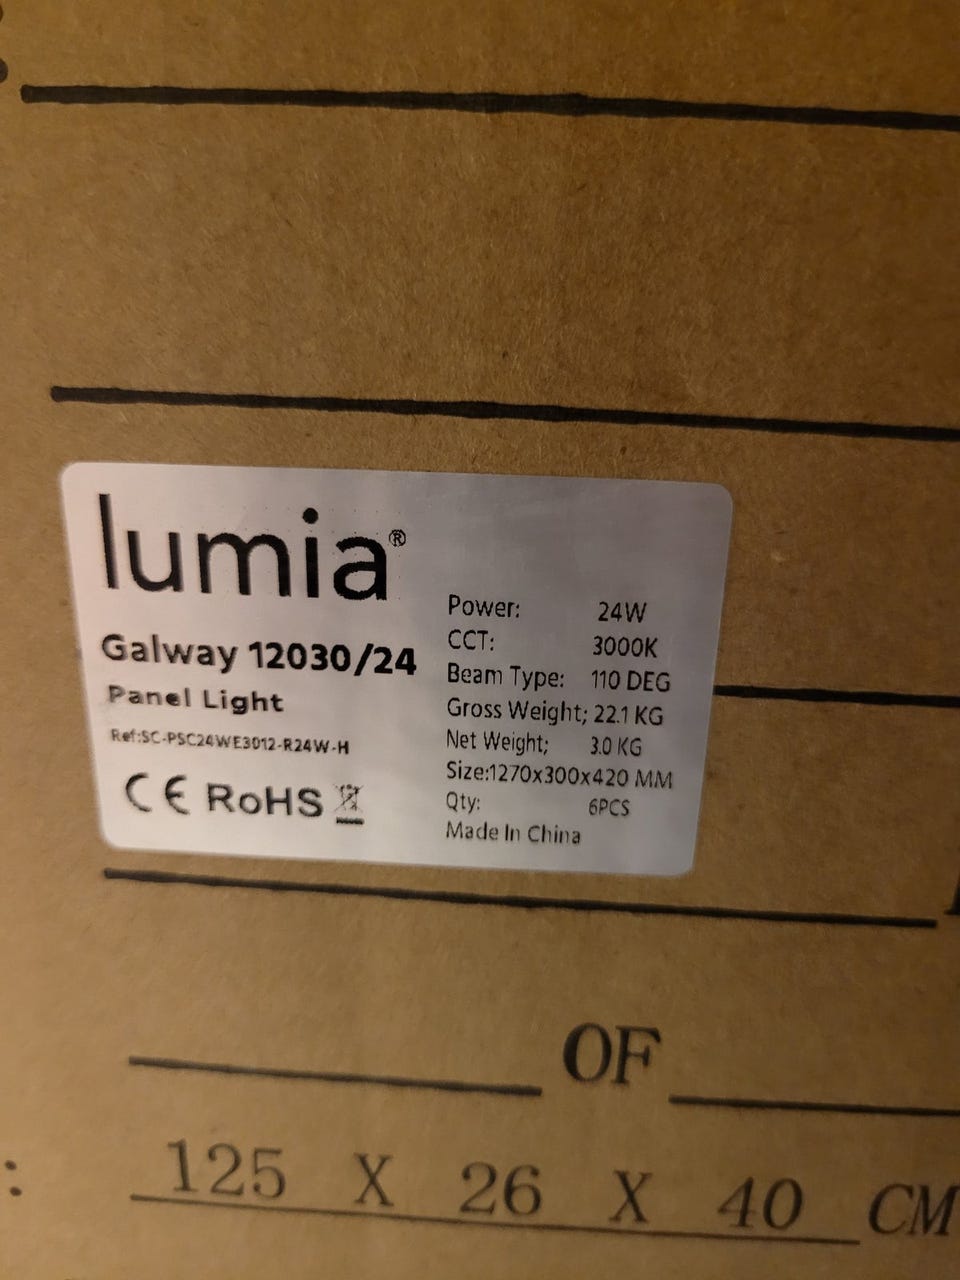 lumia®
Galway 12030/24
Panel Light
Ref:SC-PSC24WE3012-R24W-H
CE RoHS
Power: 24W
CCT: 3000K
Beam Type: 110 DEG
Gross Weight; 22.1 KG
Net Weight; 3.0 KG
Size:1270x300x420 MM
Qty: 6PCS
Made In China
OF
: 125 X 26 X 40 CM